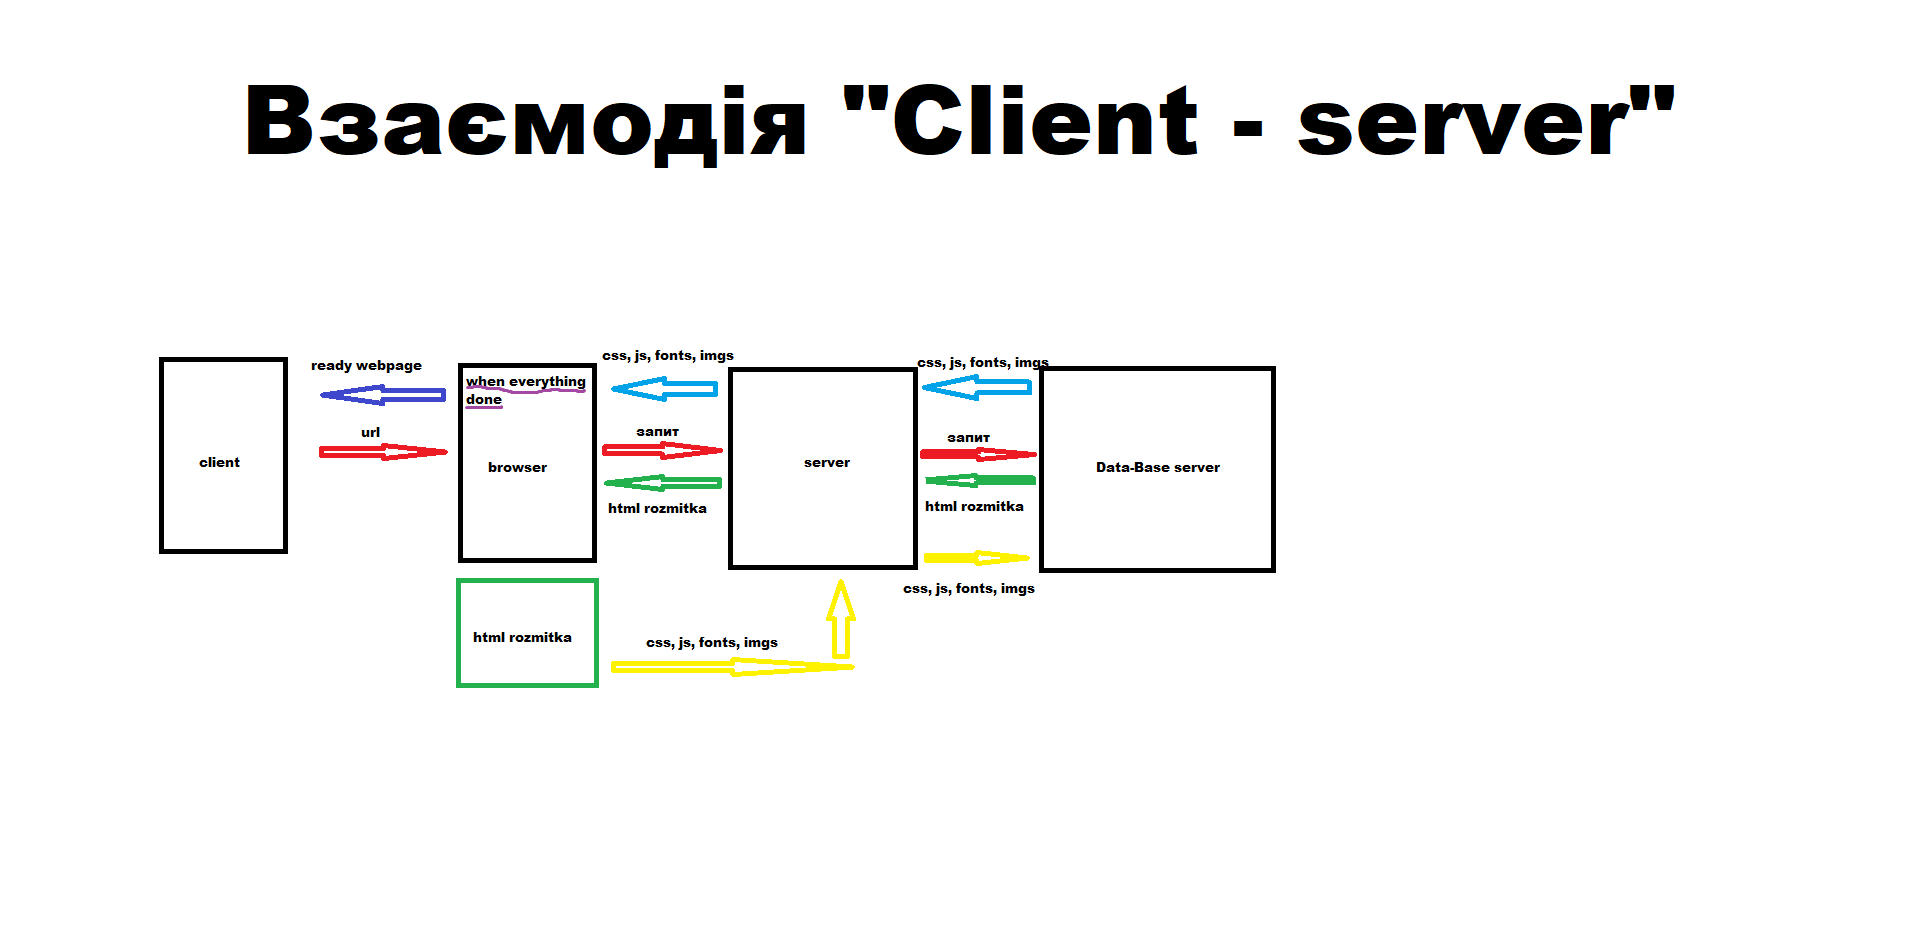 Взаємодія "Client - server"
ready webpage
url
client
when everything
done
browser
css, js, fonts, imgs
запит
html rozmitka
server
css, js, fonts, imgs
запит
html rozmitka
css, js, fonts, imgs
Data-Base server
html rozmitka
css, js, fonts, imgs